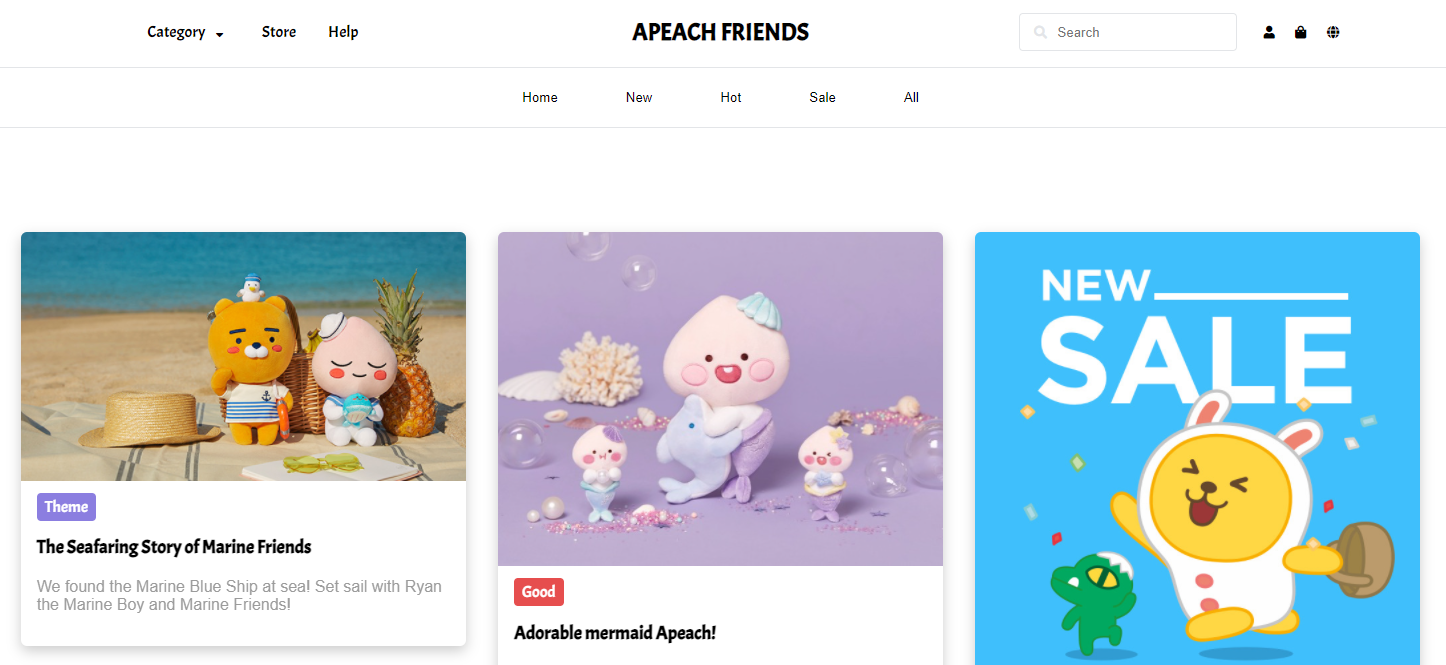 Category
Store
Help
APEACH FRIENDS
Search
Home
New
Hot
Sale
All
Theme
The Seafaring Story of Marine Friends
We found the Marine Blue Ship at sea! Set sail with Ryan
the Marine Boy and Marine Friends!
Good
Adorable mermaid Apeach!
NEW
SALE